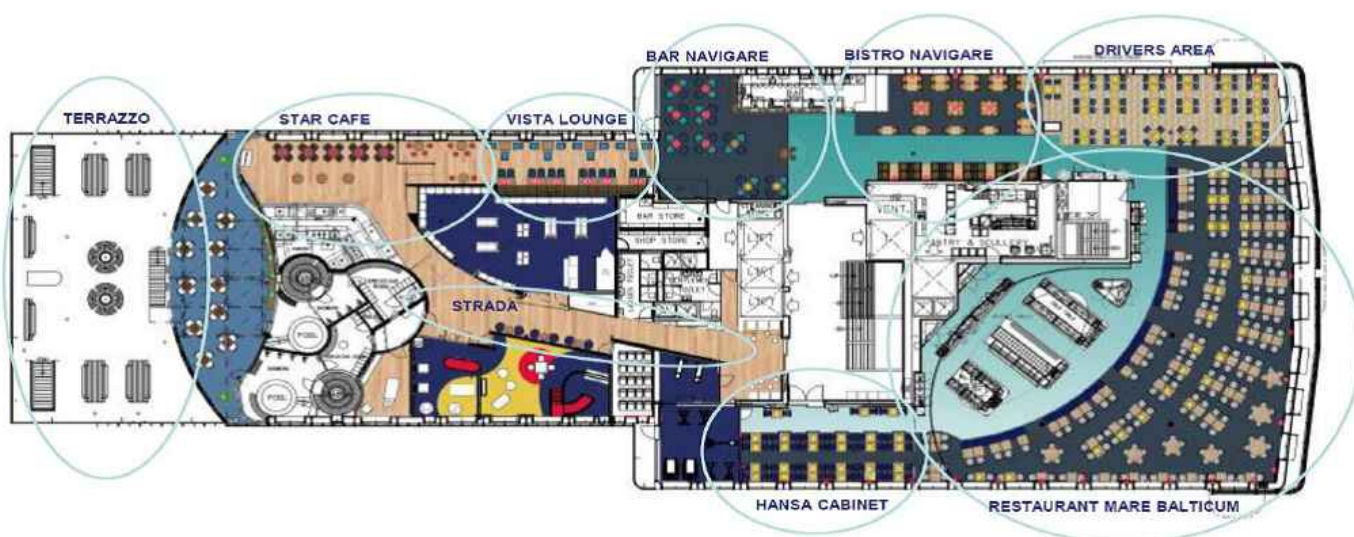 BAR NAVIGARE
BISTRO NAVIGARE
DRIVERS AREA
TERRAZZO
STAR CAFE
VISTA LOUNGE
BAR STORE
SHOP STORE
LIFT
LIFT
LIFT
VENT.
STRADA
POOL
POOL
HANSA CABINET
RESTAURANT MARE BALTICUM